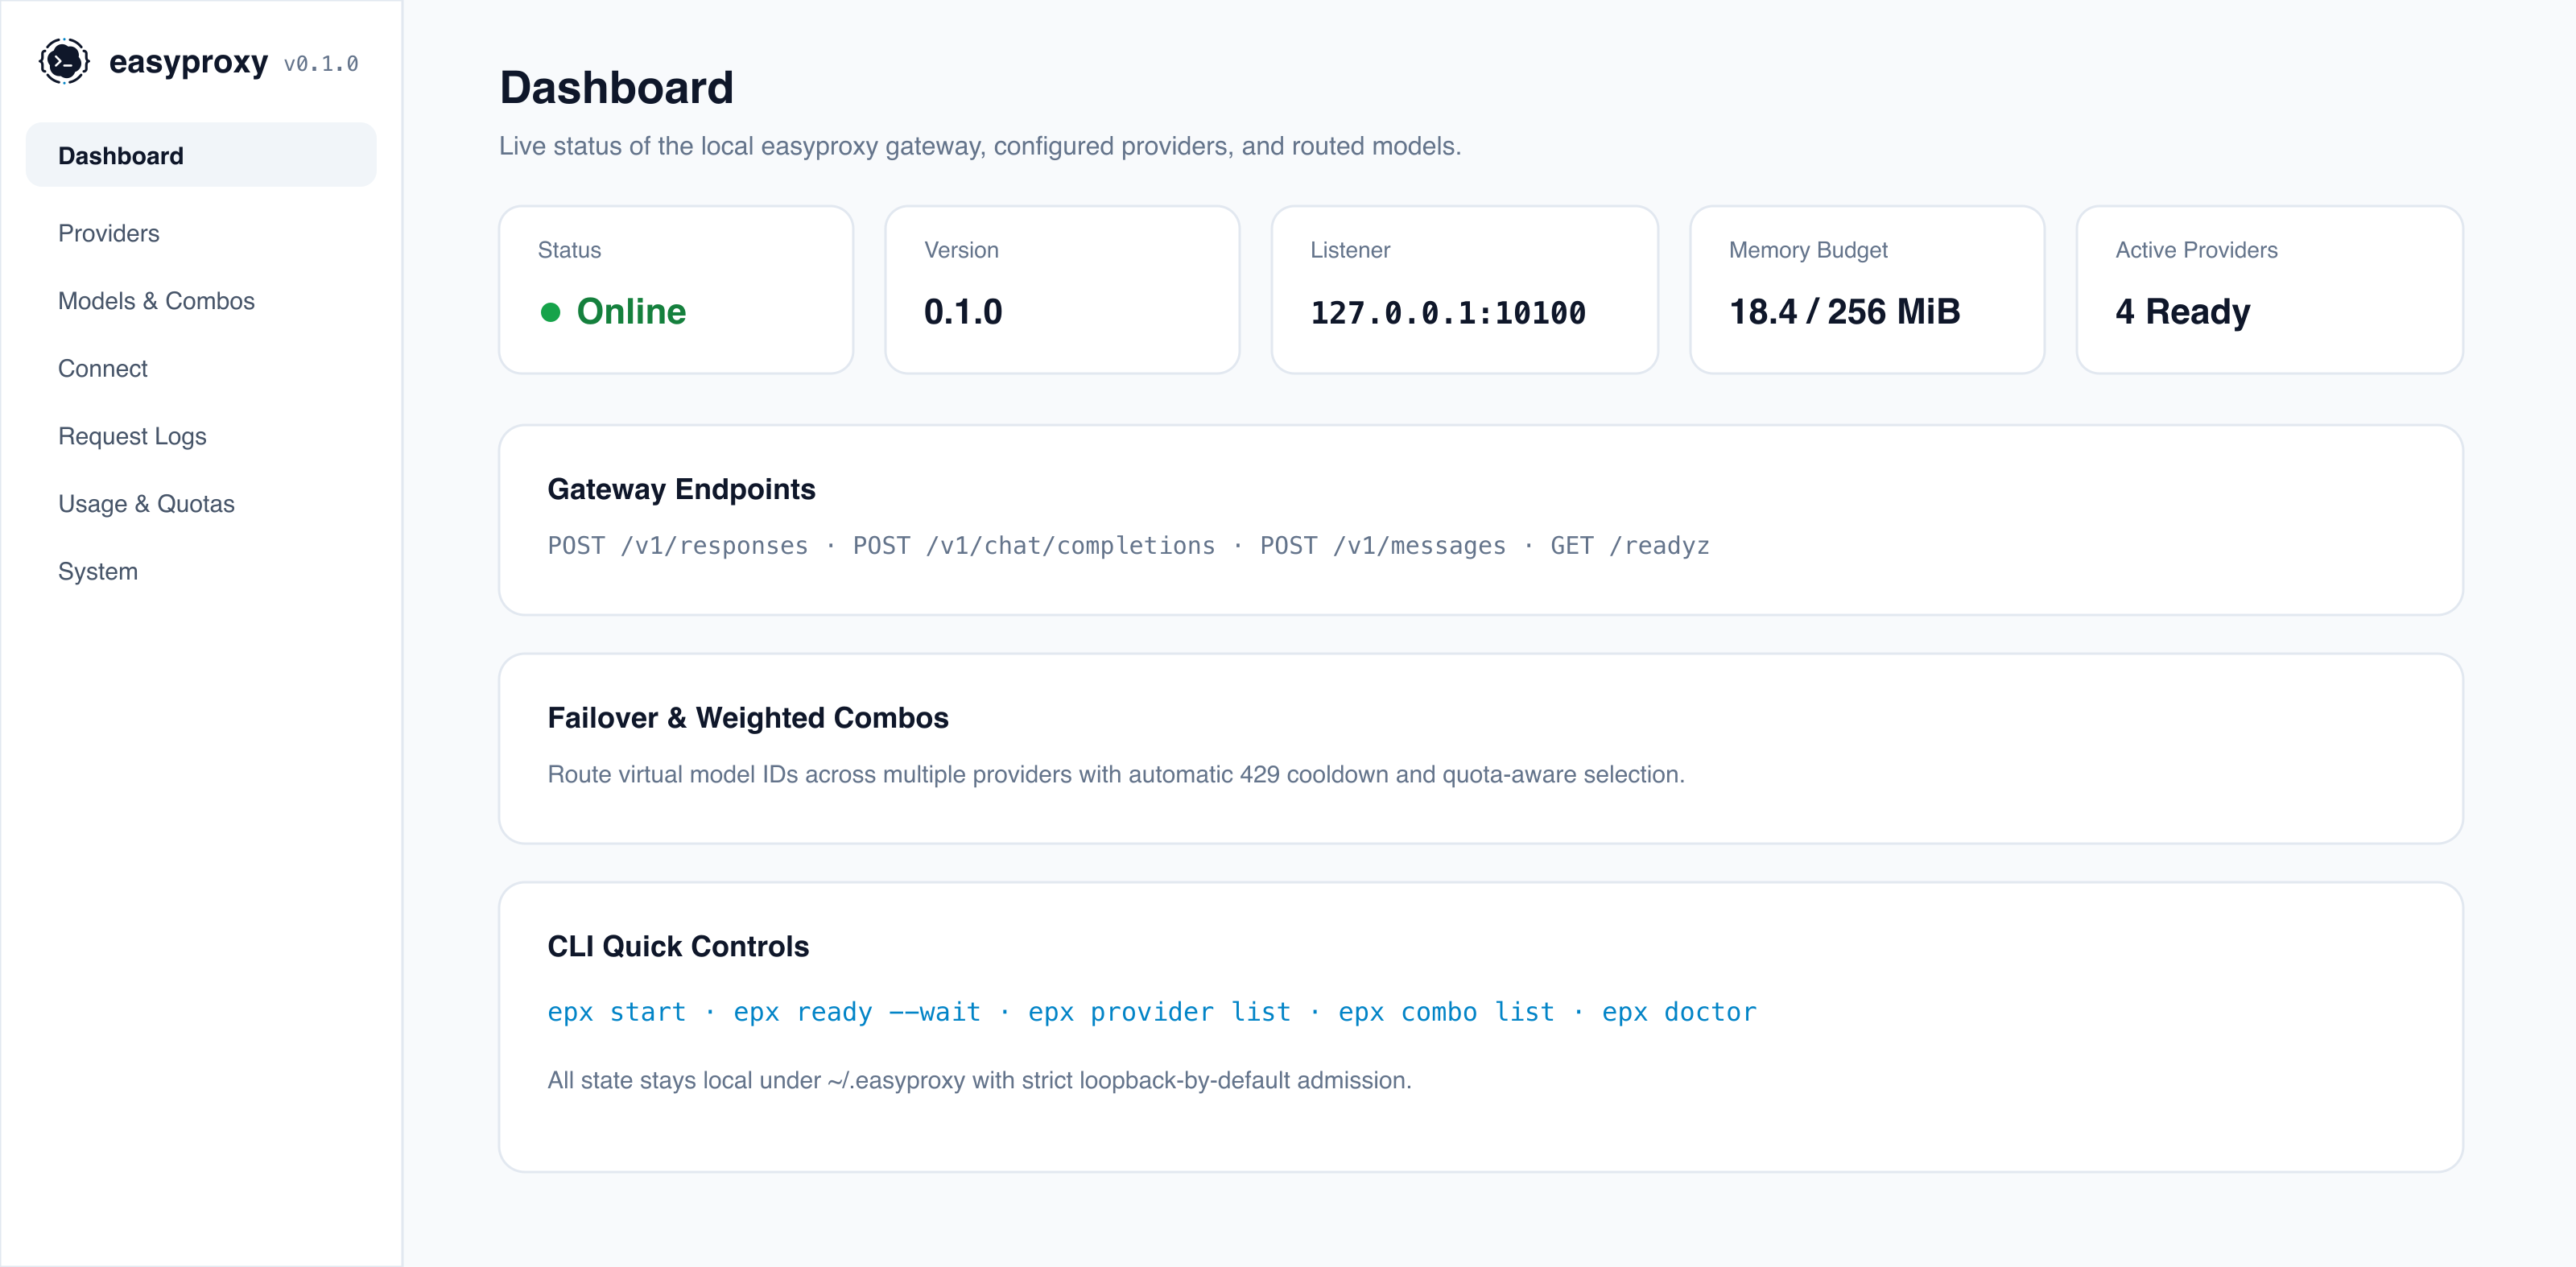 easyproxy v0.1.0
Dashboard
Providers
Models & Combos
Connect
Request Logs
Usage & Quotas
System
Dashboard
Live status of the local easyproxy gateway, configured providers, and routed models.
Status
Online
Version
0.1.0
Listener
127.0.0.1:10100
Memory Budget
18.4 / 256 MiB
Active Providers
4 Ready
Gateway Endpoints
POST /v1/responses · POST /v1/chat/completions · POST /v1/messages · GET /readyz
Failover & Weighted Combos
Route virtual model IDs across multiple providers with automatic 429 cooldown and quota-aware selection.
CLI Quick Controls
epx start · epx ready --wait · epx provider list · epx combo list · epx doctor
All state stays local under ~/.easyproxy with strict loopback-by-default admission.